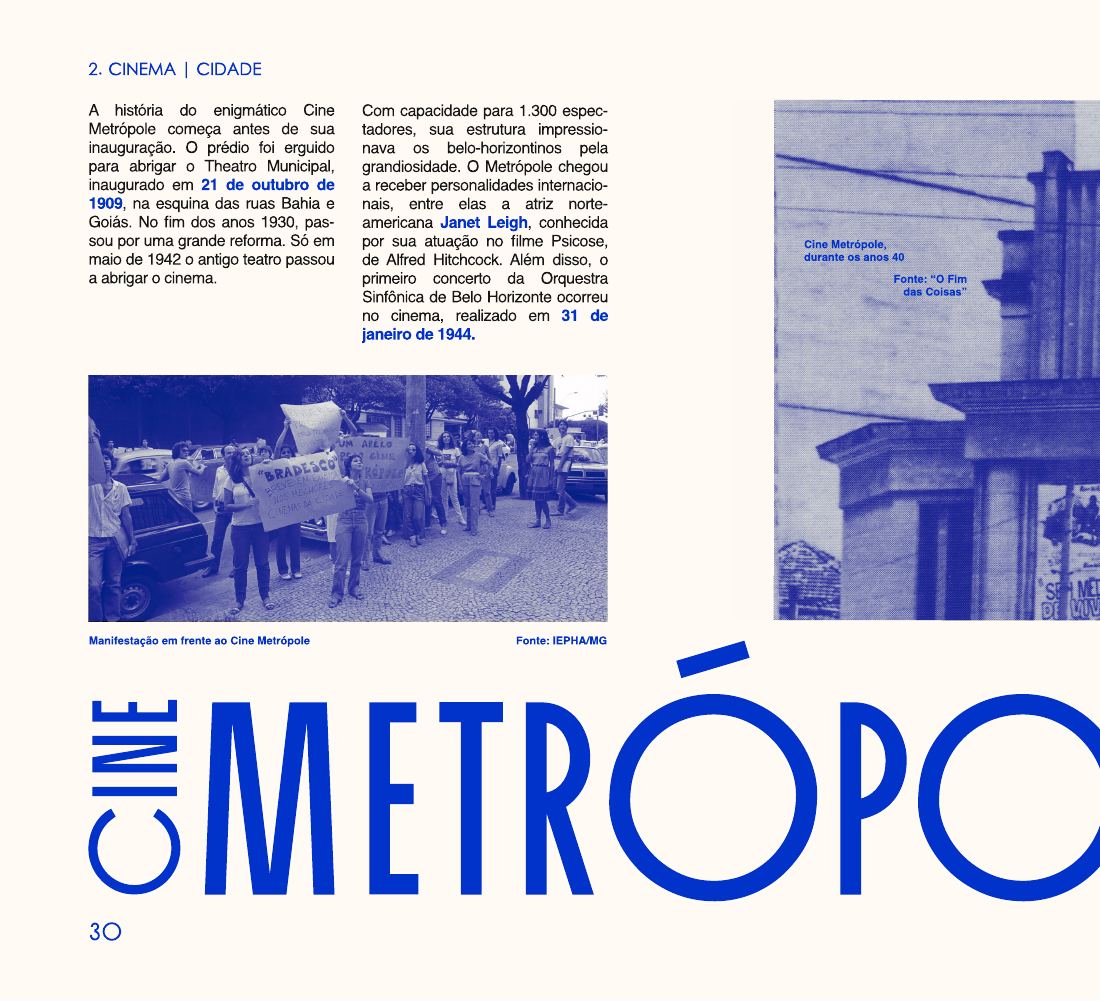 2. CINEMA | CIDADE
A história do enigmático Cine
Metrópole começa antes de sua
inauguração. O prédio foi erguido
para abrigar o Theatro Municipal,
inaugurado em 21 de outubro de
1909, na esquina das ruas Bahia e
Goiás. No fim dos anos 1930, pas-
sou por uma grande reforma. Só em
maio de 1942 o antigo teatro passou
a abrigar o cinema.
Com capacidade para 1.300 espec-
tadores, sua estrutura impressio-
nava os belo-horizontinos pela
grandiosidade. O Metrópole chegou
a receber personalidades internacio-
nais, entre elas a atriz norte-
americana Janet Leigh, conhecida
por sua atuação no filme Psicose,
de Alfred Hitchcock. Além disso, o
primeiro concerto da Orquestra
Sinfônica de Belo Horizonte ocorreu
no cinema, realizado em 31 de
janeiro de 1944.
Cine Metrópole,
durante os anos 40
Fonte: “O Fim
das Coisas”
UM APELO
"BRADESCO"
Manifestação em frente ao Cine Metrópole
Fonte: IEPHA/MG
CINE
METRÓPO
30